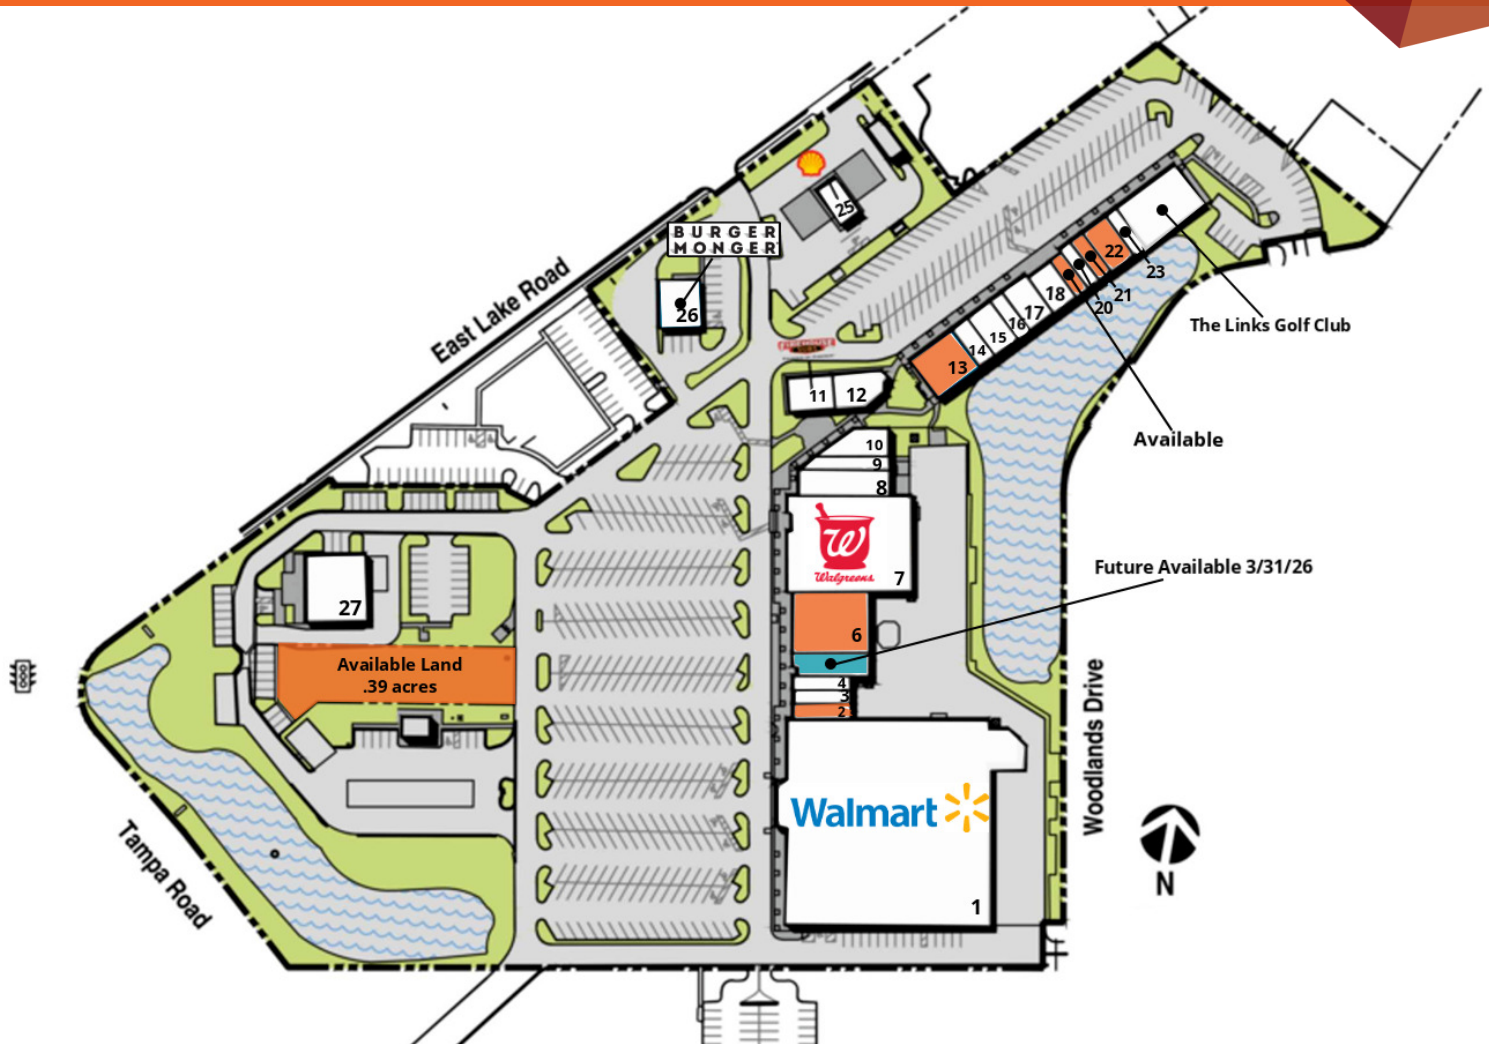 25
BURGER
MONGER
22
23
East Lake Road
26
18
21
20
17
16
15
14
The Links Golf Club
13
11
12
Available
10
9
8
Walgreens
7
Future Available 3/31/26
27
6
Available Land
.39 acres
4
3
2
Walmart
1
Woodlands Drive
Tampa Road
N